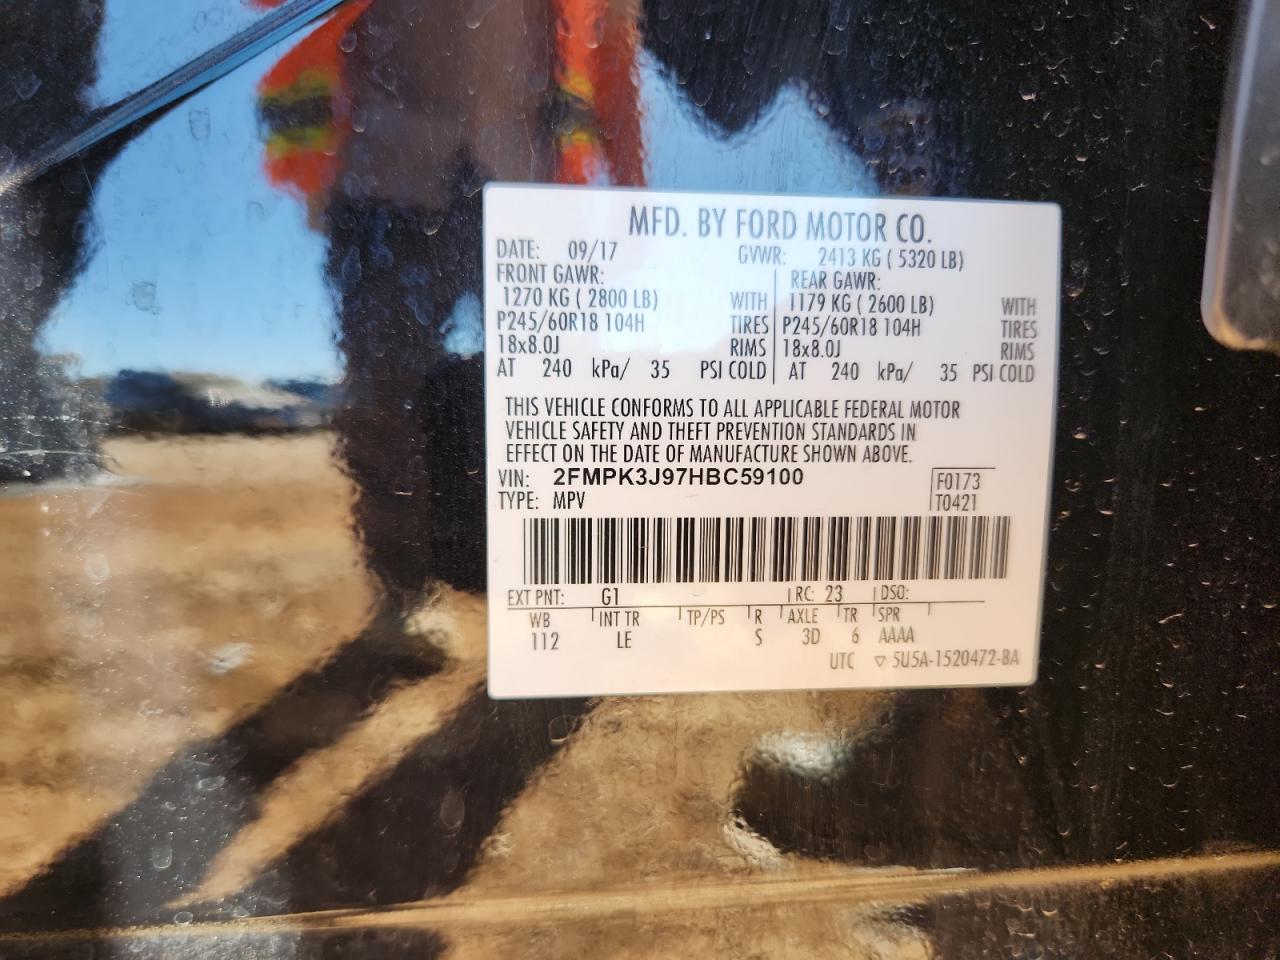 MFD. BY FORD MOTOR CO.
DATE: 09/17 GVWR: 2413 KG ( 5320 LB)
FRONT GAWR: REAR GAWR:
1270 KG ( 2800 LB) WITH 1179 KG ( 2600 LB) WITH
P245/60R18 104H TIRES P245/60R18 104H TIRES
18x8.0J RIMS 18x8.0J RIMS
AT 240 kPa/ 35 PSI COLD AT 240 kPa/ 35 PSI COLD
THIS VEHICLE CONFORMS TO ALL APPLICABLE FEDERAL MOTOR
VEHICLE SAFETY AND THEFT PREVENTION STANDARDS IN
EFFECT ON THE DATE OF MANUFACTURE SHOWN ABOVE.
VIN: 2FMPK3J97HBC59100 F0173
TYPE: MPV T0421
EXT PNT: G1 RC: 23 DSO:
WB INT TR TP/PS R AXLE TR SPR
112 LE S 3D 6 AAAA
UTC ▽ 5U5A-1520472-BA